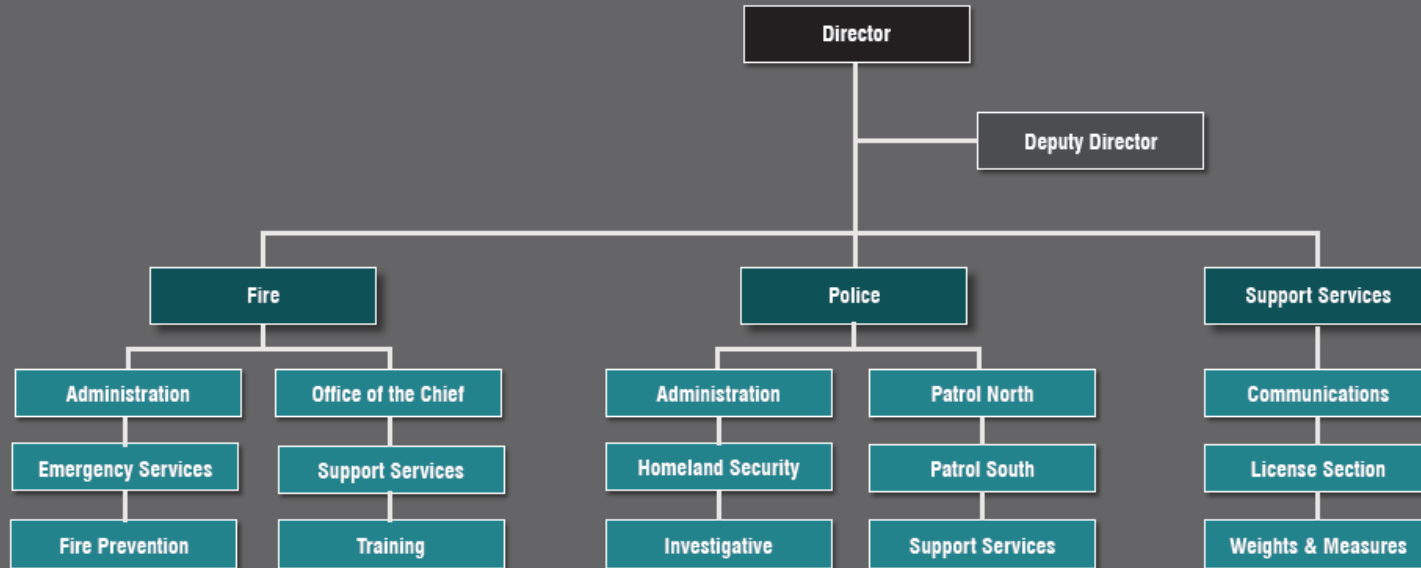 Director
Deputy Director
Fire
Police
Support Services
Administration
Office of the Chief
Administration
Patrol North
Communications
Emergency Services
Support Services
Homeland Security
Patrol South
License Section
Fire Prevention
Training
Investigative
Support Services
Weights & Measures